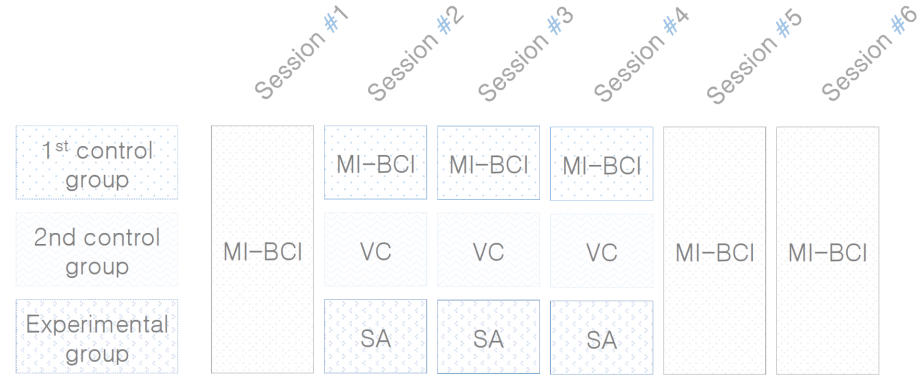 Session #1
Session #2
Session #3
Session #4
Session #5
Session #6
1st control
group
MI-BCI
MI-BCI
MI-BCI
2nd control
group
MI-BCI
VC
VC
VC
MI-BCI
MI-BCI
Experimental
group
SA
SA
SA